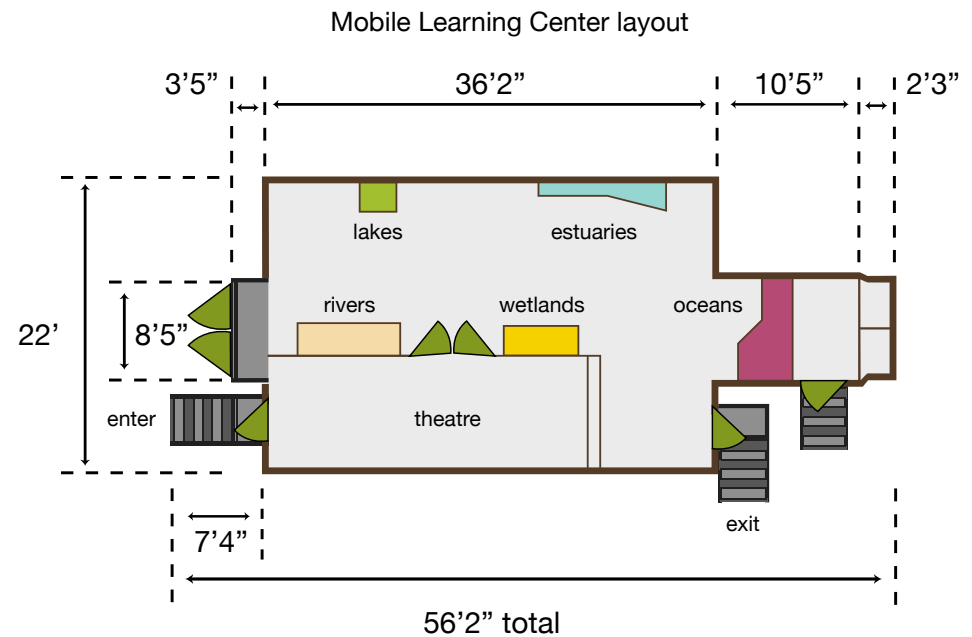 Mobile Learning Center layout
3’5”
36’2”
10’5”
2’3”
lakes
estuaries
rivers
wetlands
oceans
22’
8’5”
enter
theatre
exit
7’4”
56’2” total